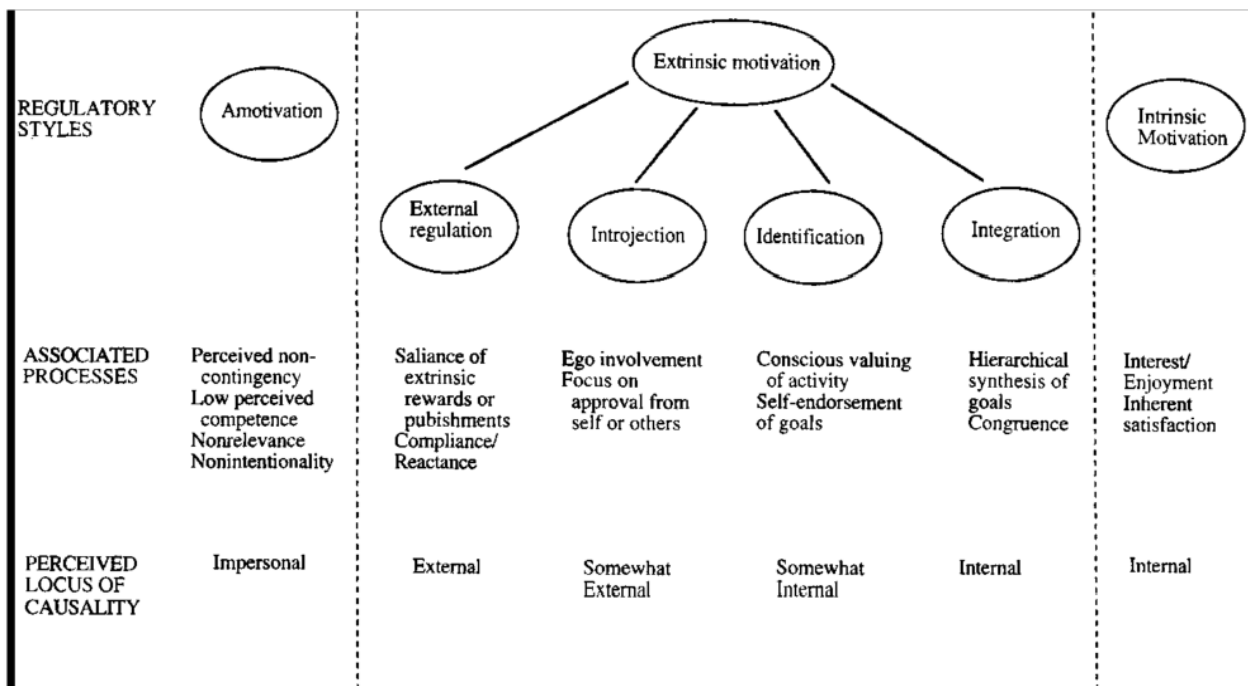 Extrinsic motivation
REGULATORY
STYLES
Amotivation
Intrinsic
Motivation
External
regulation
Introjection
Identification
Integration
ASSOCIATED
PROCESSES
Perceived non-
contingency
Low perceived
competence
Nonrelevance
Nonintentionality
Saliance of
extrinsic
rewards or
pubishments
Compliance/
Reactance
Ego involvement
Focus on
approval from
self or others
Conscious valuing
of activity
Self-endorsement
of goals
Hierarchical
synthesis of
goals
Congruence
Interest/
Enjoyment
Inherent
satisfaction
PERCEIVED
LOCUS OF
CAUSALITY
Impersonal
External
Somewhat
External
Somewhat
Internal
Internal
Internal